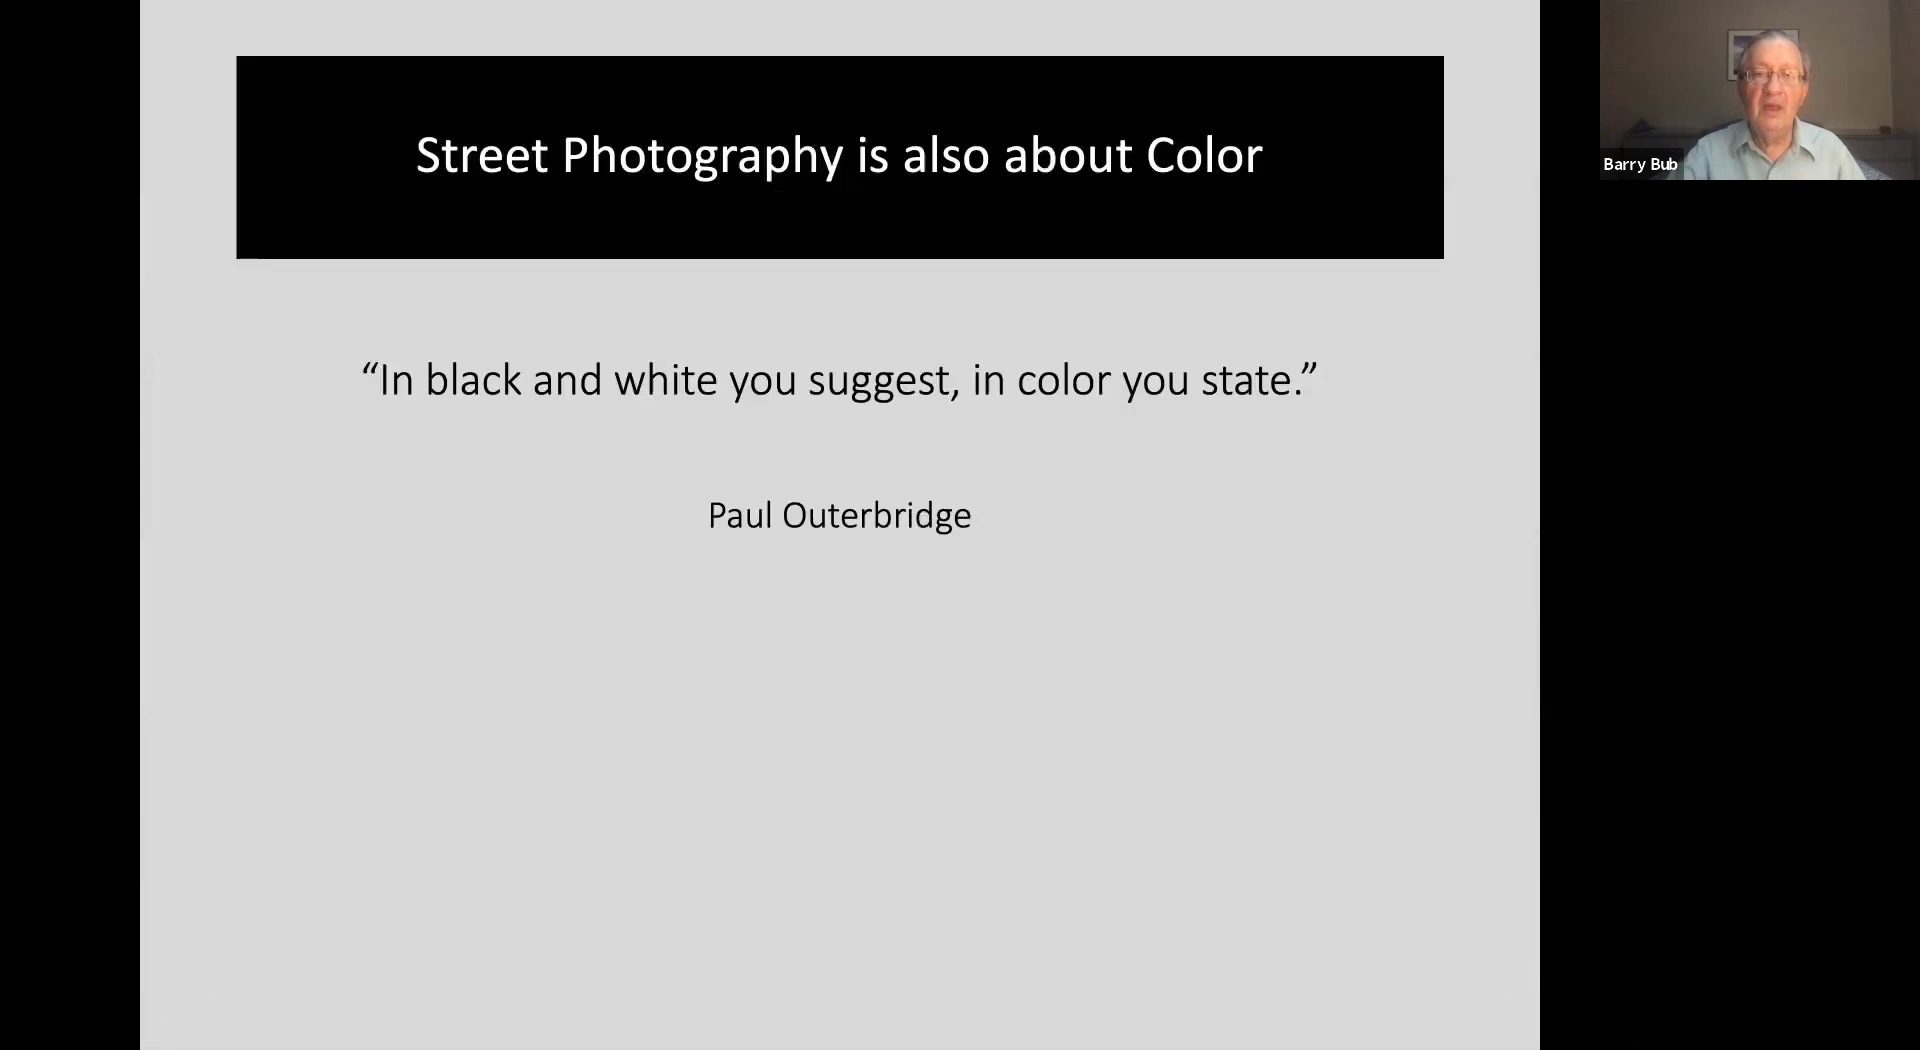 Street Photography is also about Color
“In black and white you suggest, in color you state.”
Paul Outerbridge
Barry Bub